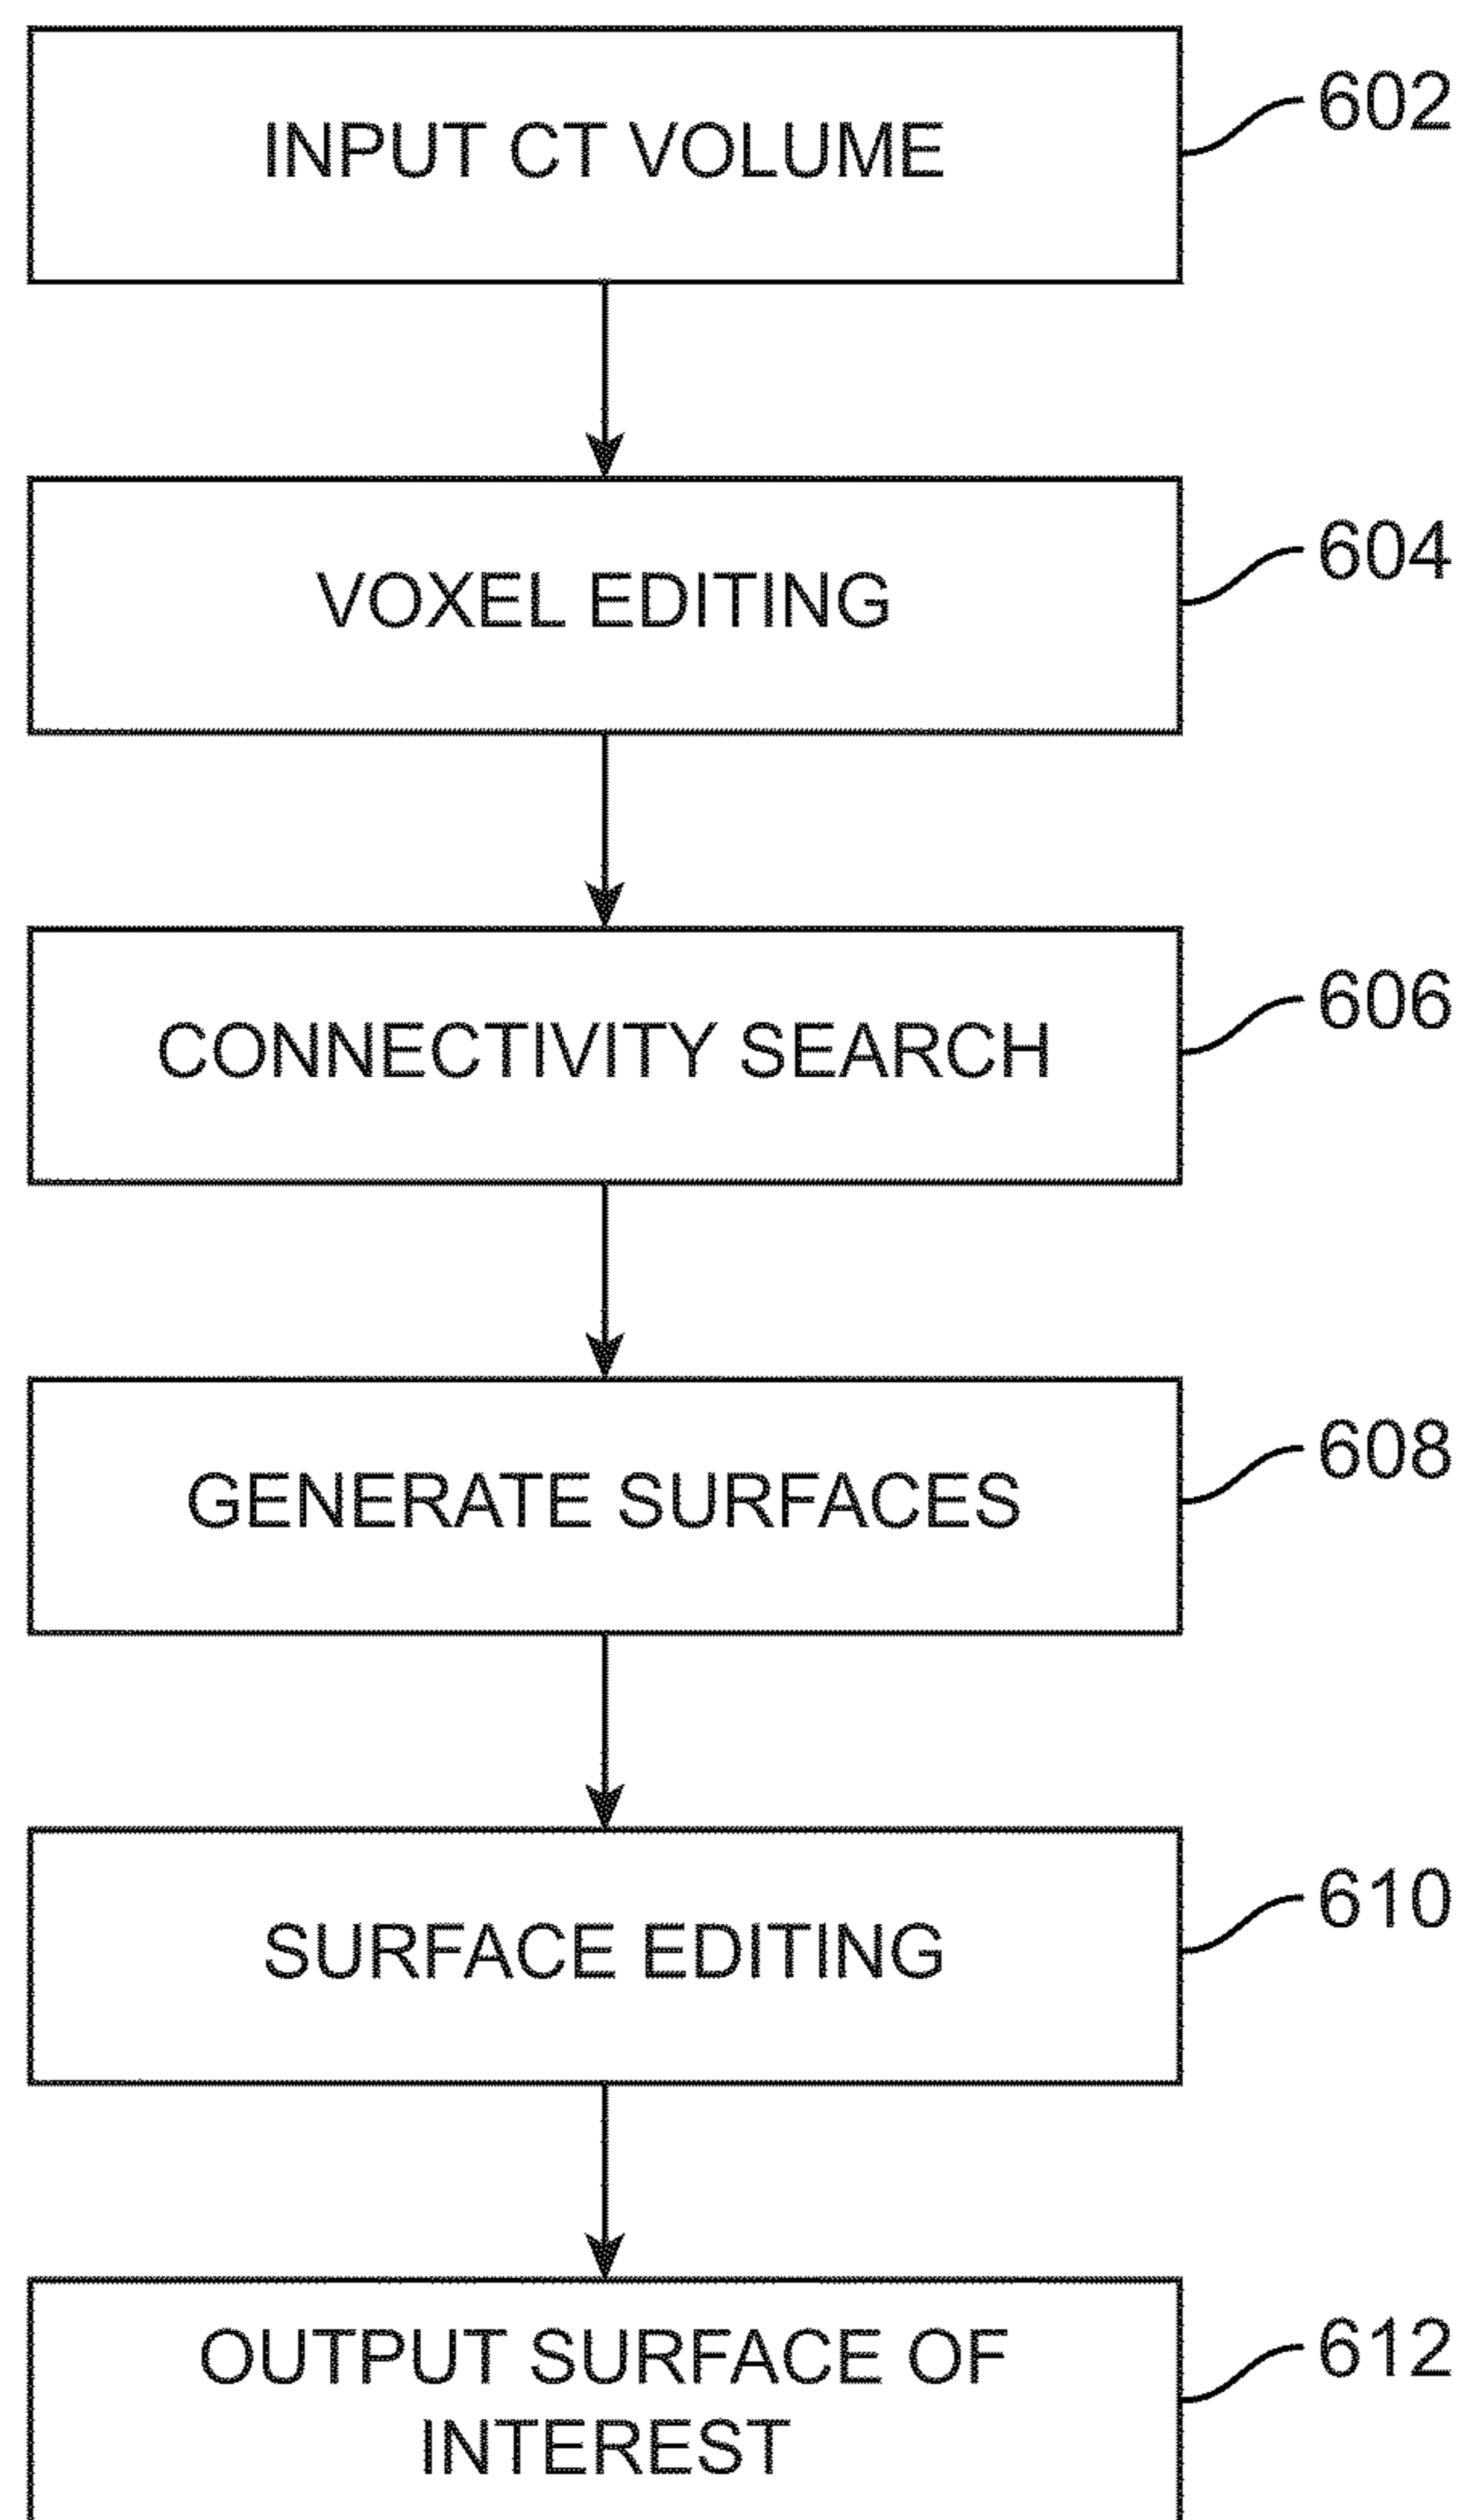 INPUT CT VOLUME
602
VOXEL EDITING
604
CONNECTIVITY SEARCH
606
GENERATE SURFACES
608
SURFACE EDITING
610
OUTPUT SURFACE OF
INTEREST
612